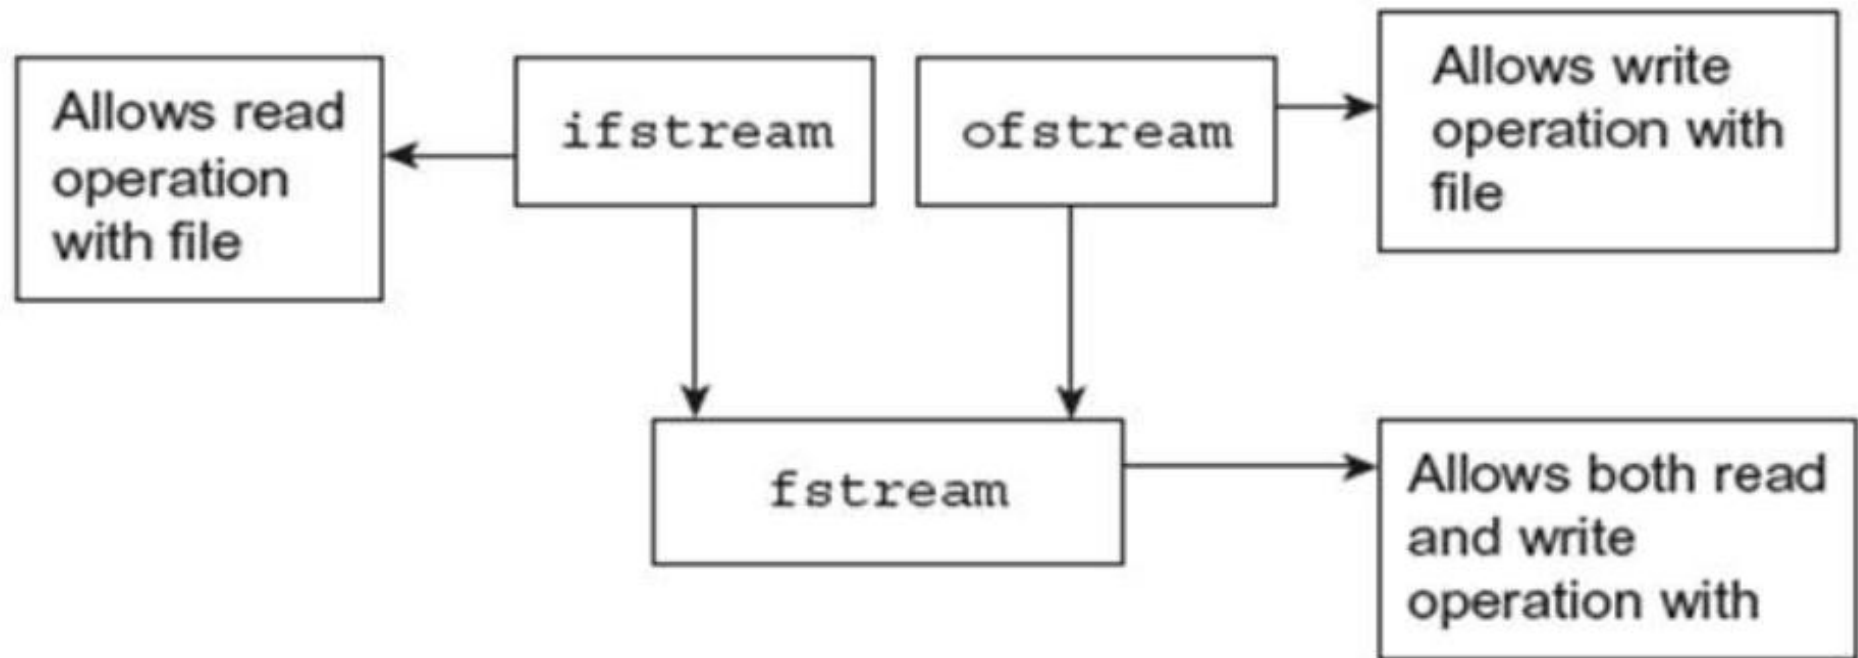 Allows read
operation
with file
ifstream
ofstream
Allows write
operation with
file
fstream
Allows both read
and write
operation with